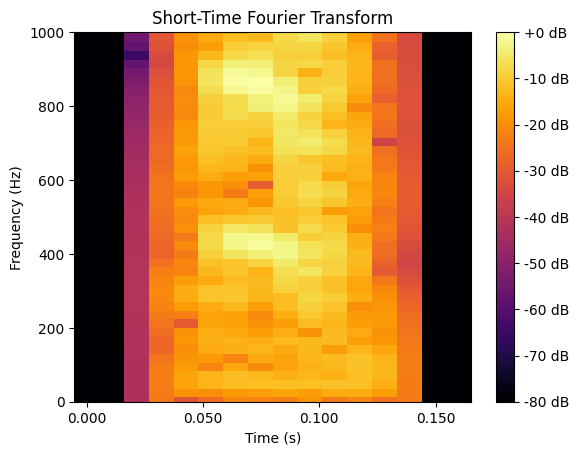 Short-Time Fourier Transform
1000
800
600
400
200
0
Frequency (Hz)
0.000
0.050
0.100
0.150
Time (s)
+0 dB
-10 dB
-20 dB
-30 dB
-40 dB
-50 dB
-60 dB
-70 dB
-80 dB